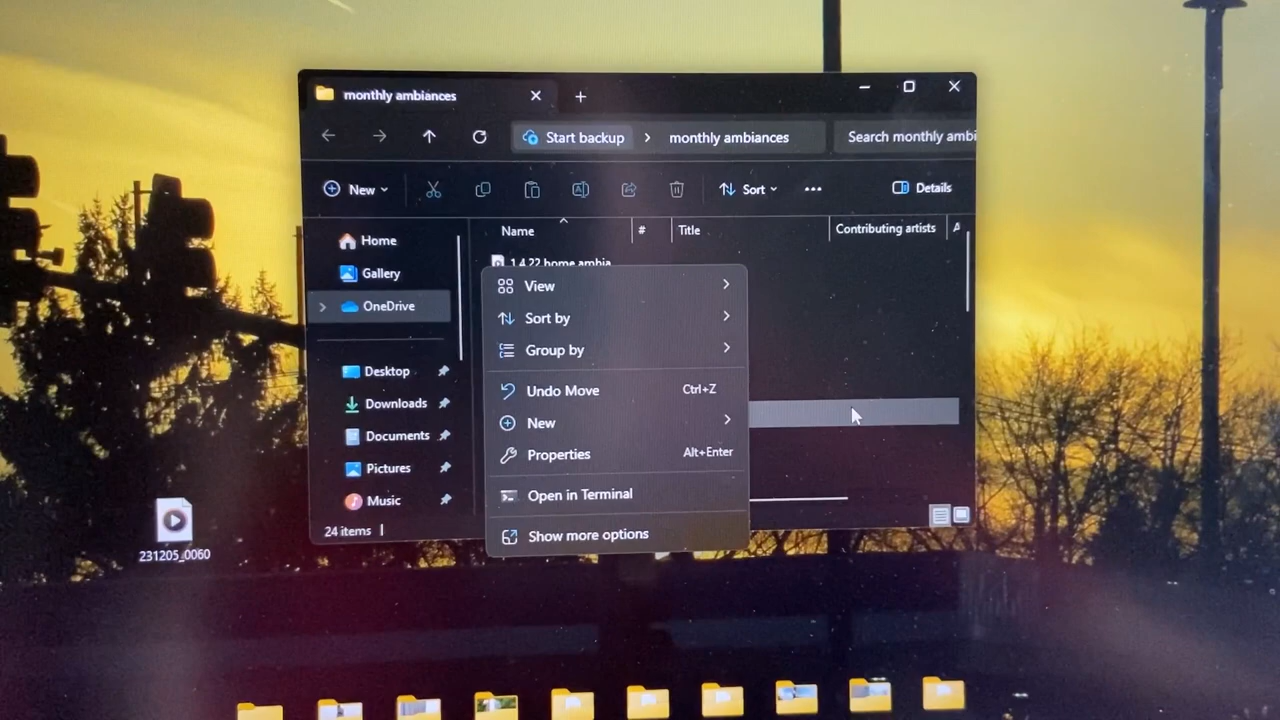 monthly ambiances
Start backup > monthly ambiances
Search monthly ambi
New
Sort
Details
Name
#
Title
Contributing artists
A
1.4.22 home ambia
Home
Gallery
OneDrive
Desktop
Downloads
Documents
Pictures
Music
24 items
View
Sort by
Group by
Undo Move Ctrl+Z
New
Properties Alt+Enter
Open in Terminal
Show more options
231205_0060